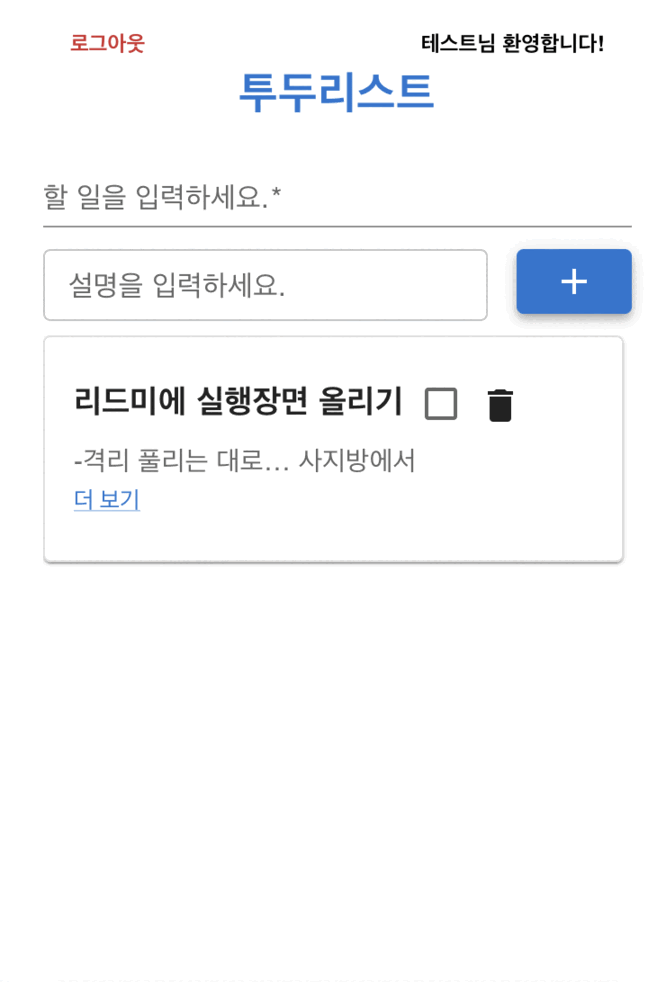 로그아웃 테스트님 환영합니다!
투두리스트
할 일을 입력하세요.*
설명을 입력하세요. +
리드미에 실행장면 올리기
-격리 풀리는 대로... 사지방에서
더 보기